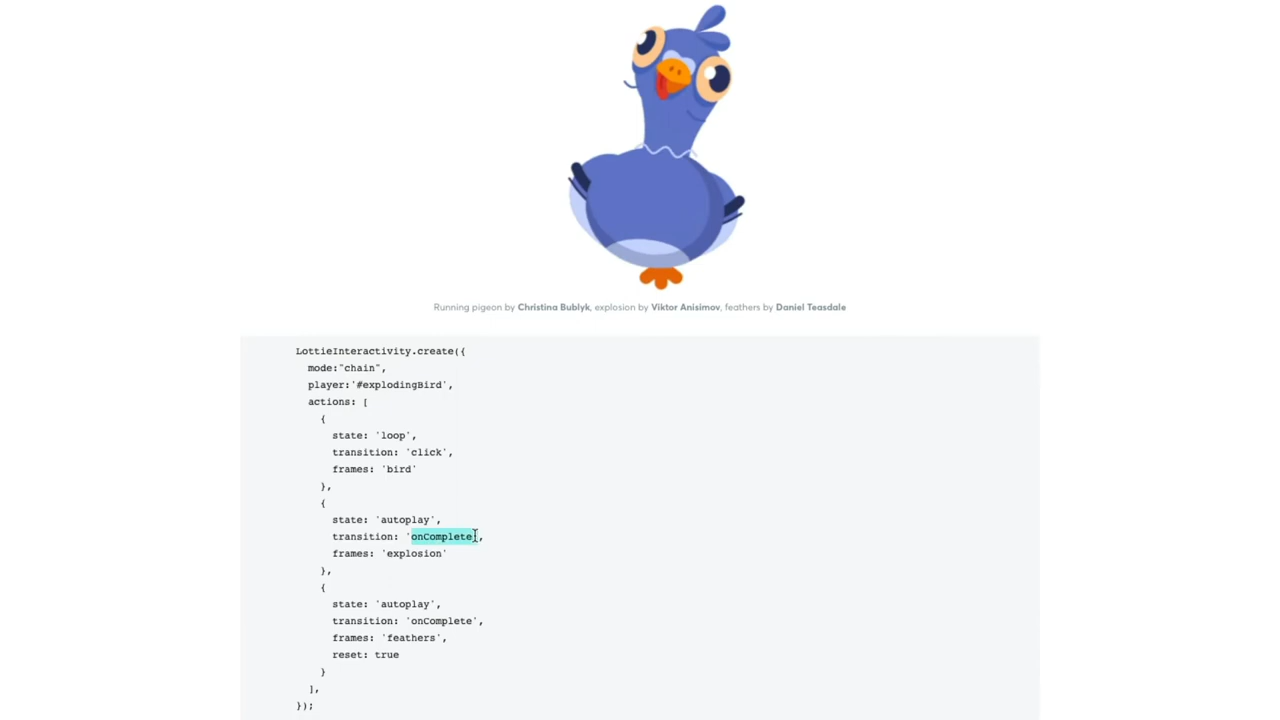 Running pigeon by Christina Bublyk, explosion by Viktor Anisimov, feathers by Daniel Teasdale
LottieInteractivity.create({
mode:"chain",
player:'#explodingBird',
actions: [
{
state: 'loop',
transition: 'click',
frames: 'bird'
},
{
state: 'autoplay',
transition: 'onComplete',
frames: 'explosion'
},
{
state: 'autoplay',
transition: 'onComplete',
frames: 'feathers',
reset: true
}
],
});